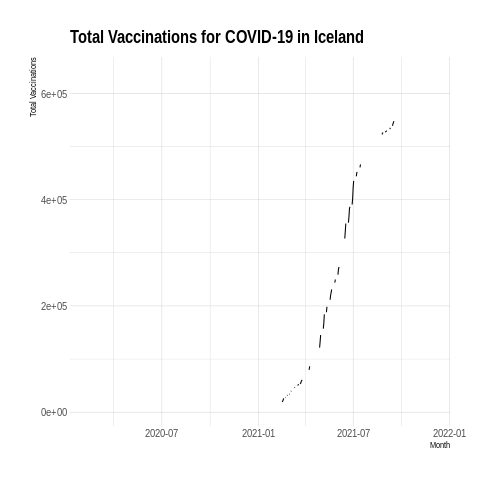 Total Vaccinations for COVID-19 in Iceland
Total Vaccinations
6e+05
4e+05
2e+05
0e+00
2020-07 2021-01 2021-07 2022-01
Month